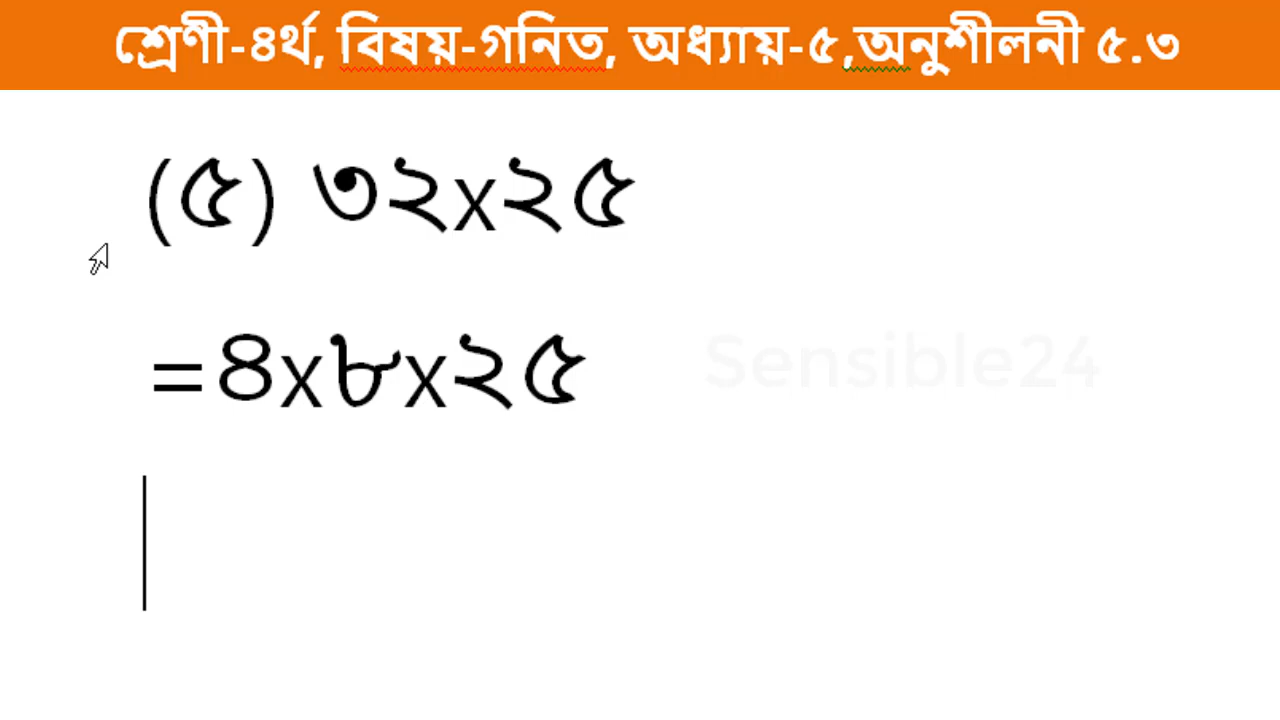 শ্রেণী-৪র্থ, বিষয়-গনিত, অধ্যায়-৫,অনুশীলনী ৫.৩
(৫) ৩২x২৫
=৪x৮x২৫
Sensible24